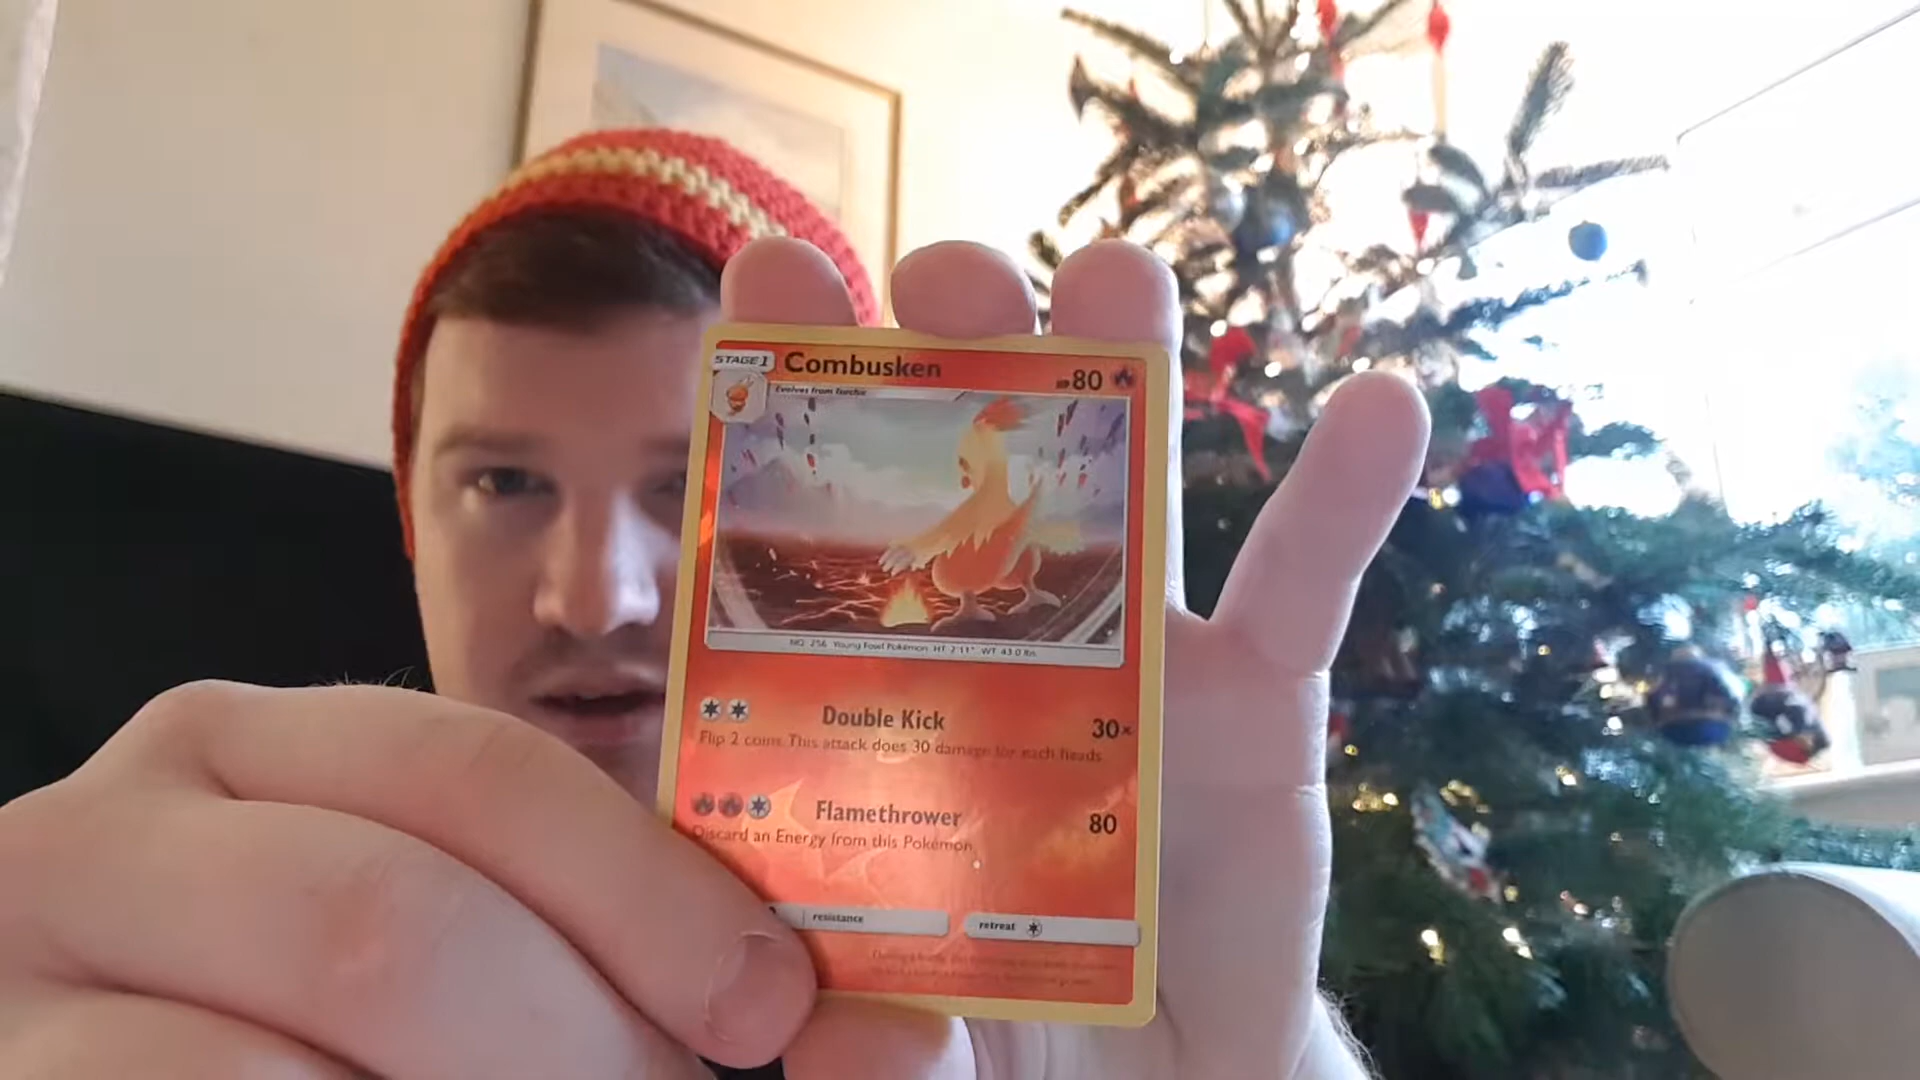 STAGE 1 Combusken 80
Evolves from Torchic
NO. 256 Young Fowl Pokémon HT: 2'11" WT: 43.0 lbs.
Double Kick 30×
Flip 2 coins. This attack does 30 damage for each heads.
Flamethrower 80
Discard an Energy from this Pokémon.
resistance retreat